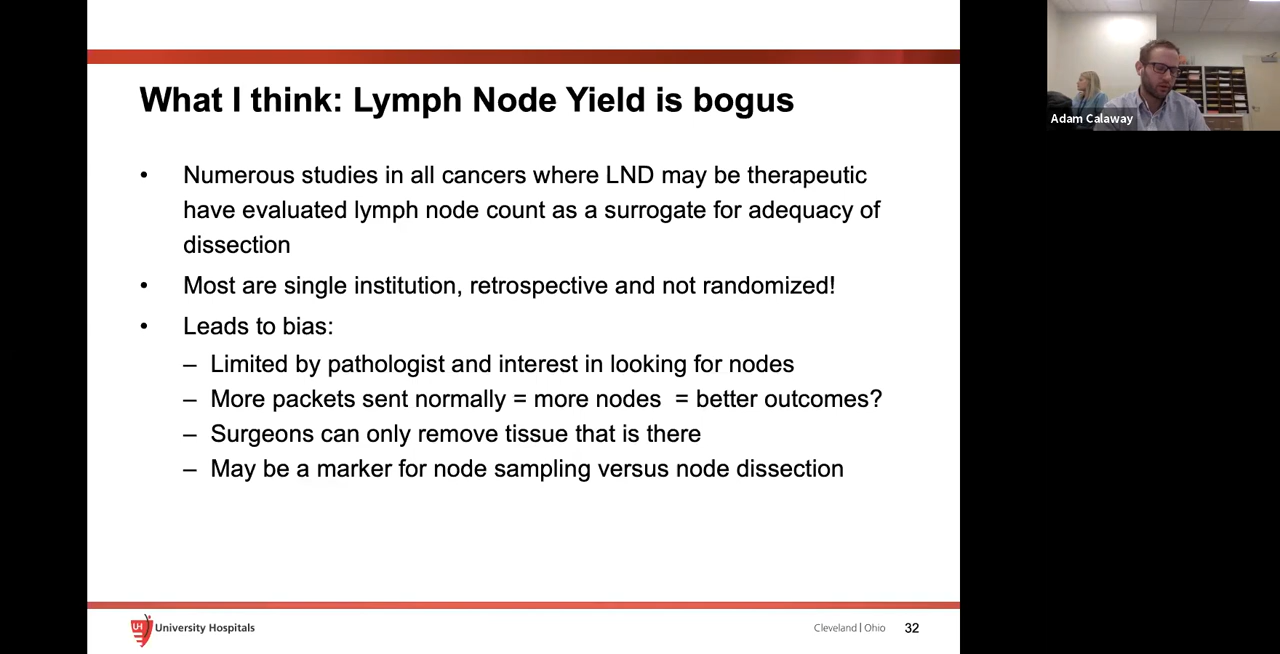 What I think: Lymph Node Yield is bogus
Adam Calaway
• Numerous studies in all cancers where LND may be therapeutic
have evaluated lymph node count as a surrogate for adequacy of
dissection
• Most are single institution, retrospective and not randomized!
• Leads to bias:
– Limited by pathologist and interest in looking for nodes
– More packets sent normally = more nodes = better outcomes?
– Surgeons can only remove tissue that is there
– May be a marker for node sampling versus node dissection
UH University Hospitals
Cleveland | Ohio 32